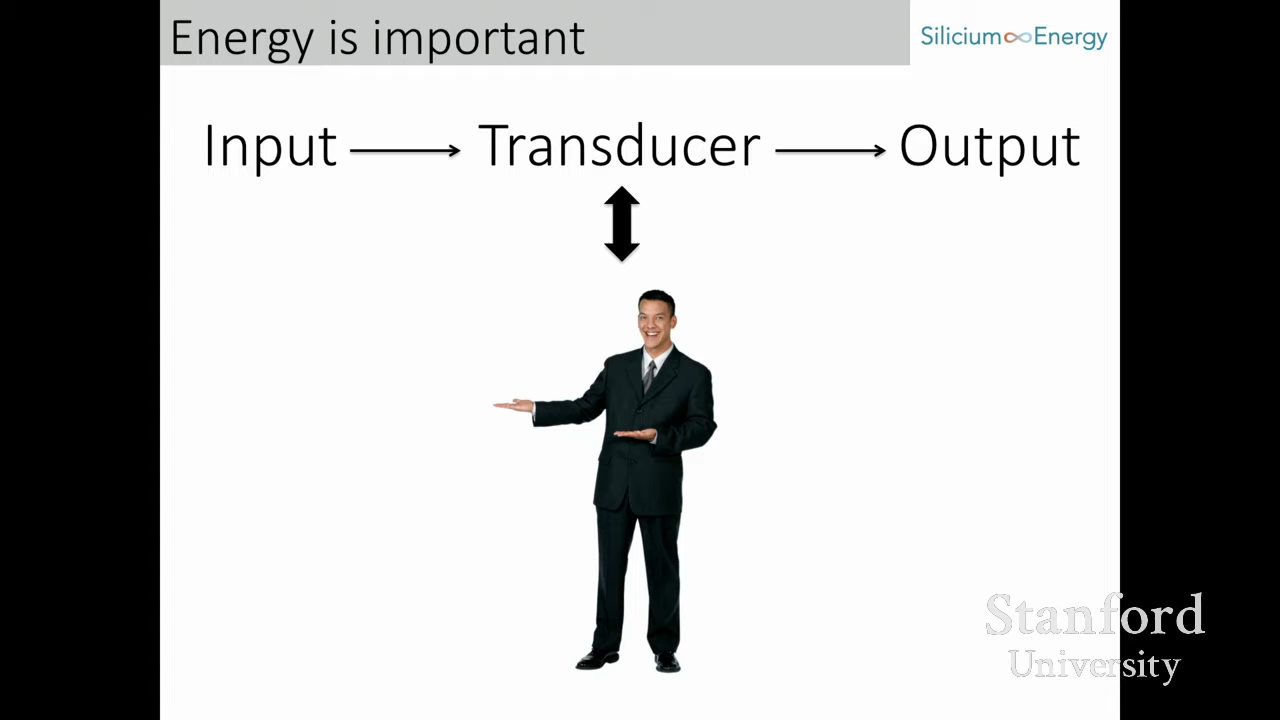 Energy is important
Silicium Energy
Input Transducer Output
Stanford
University